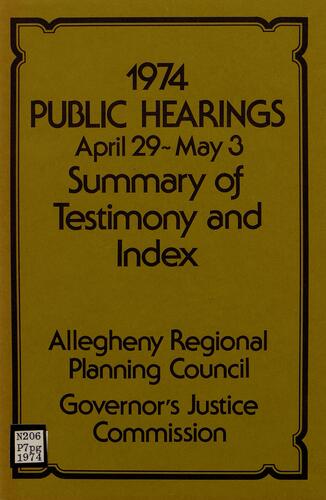 1974
PUBLIC HEARINGS
April 29~May 3
Summary of
Testimony and
Index
Allegheny Regional
Planning Council
Governor's Justice
Commission
N206
P7pg
1974